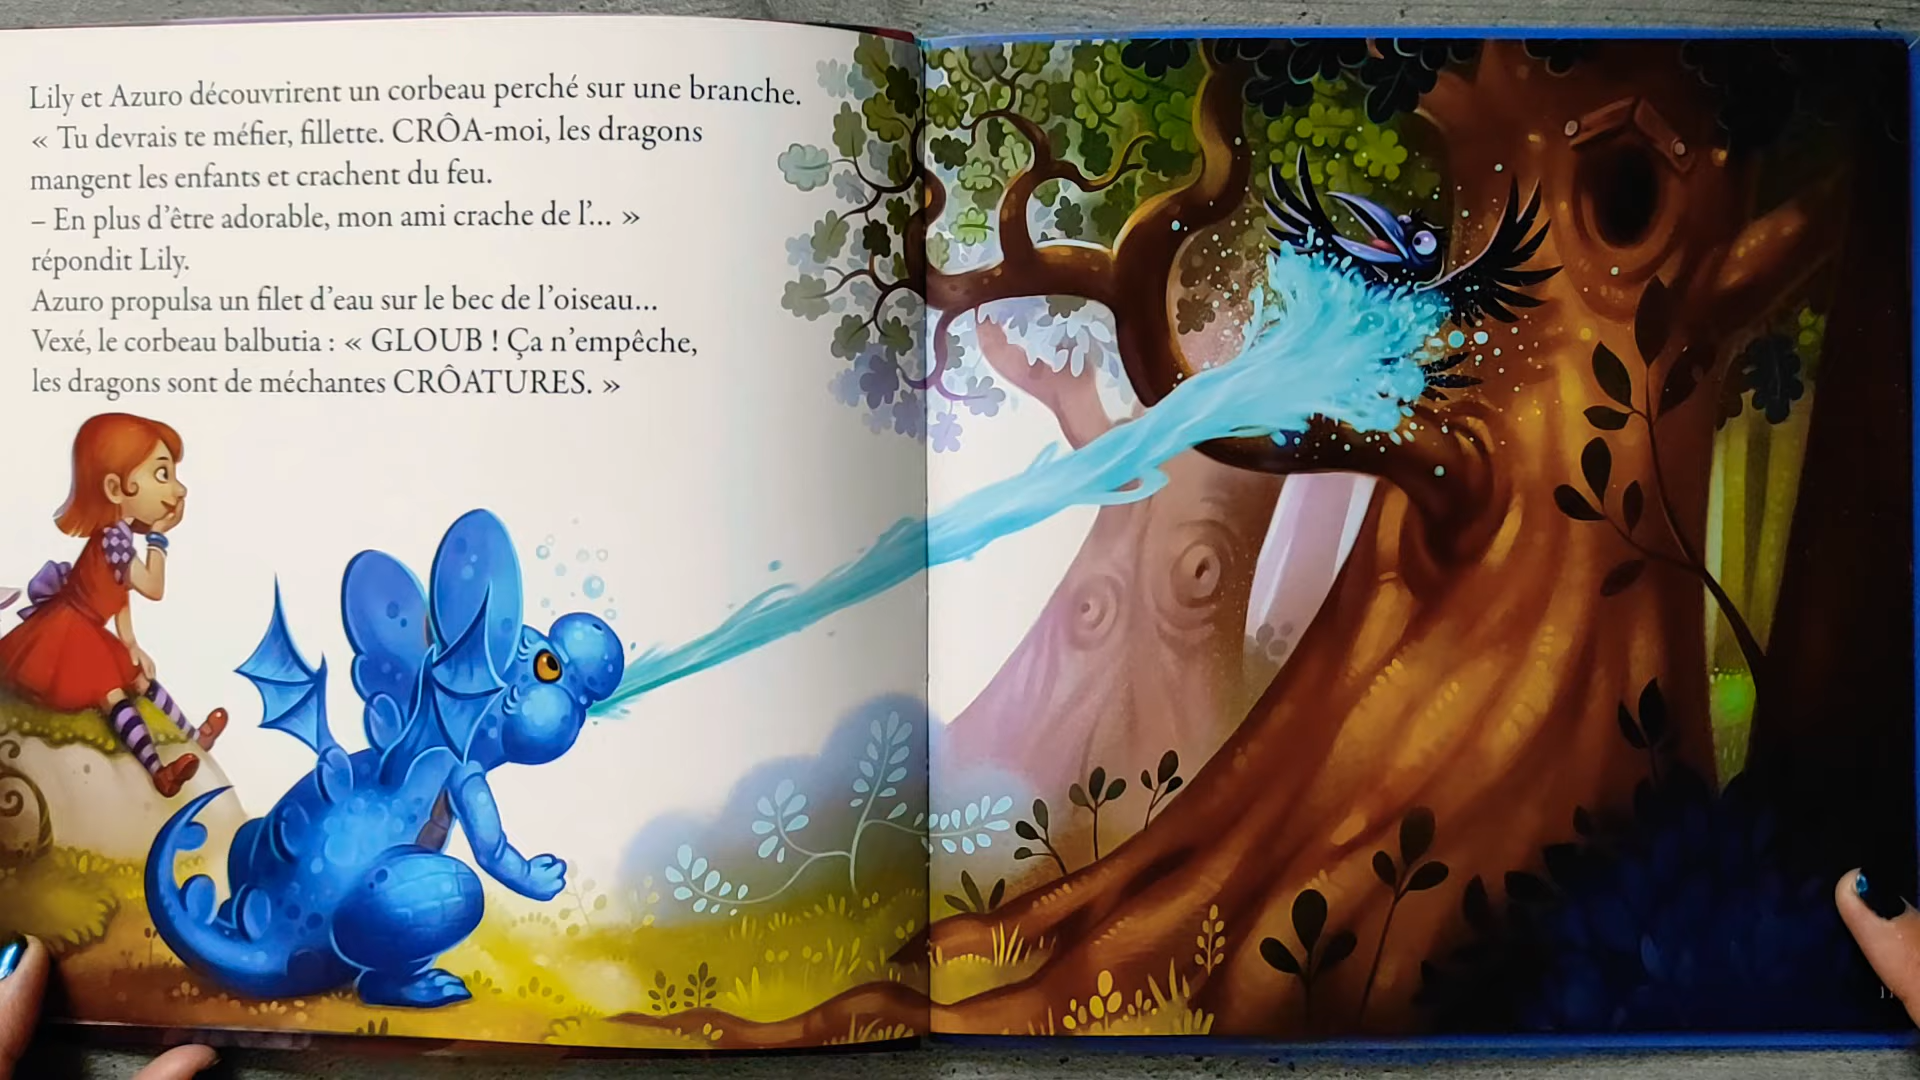 Lily et Azuro découvrirent un corbeau perché sur une branche.
« Tu devrais te méfier, fillette. CRÔA-moi, les dragons
mangent les enfants et crachent du feu.
– En plus d’être adorable, mon ami crache de l’... »
répondit Lily.
Azuro propulsa un filet d’eau sur le bec de l’oiseau...
Vexé, le corbeau balbutia : « GLOUB ! Ça n’empêche,
les dragons sont de méchantes CRÔATURES. »